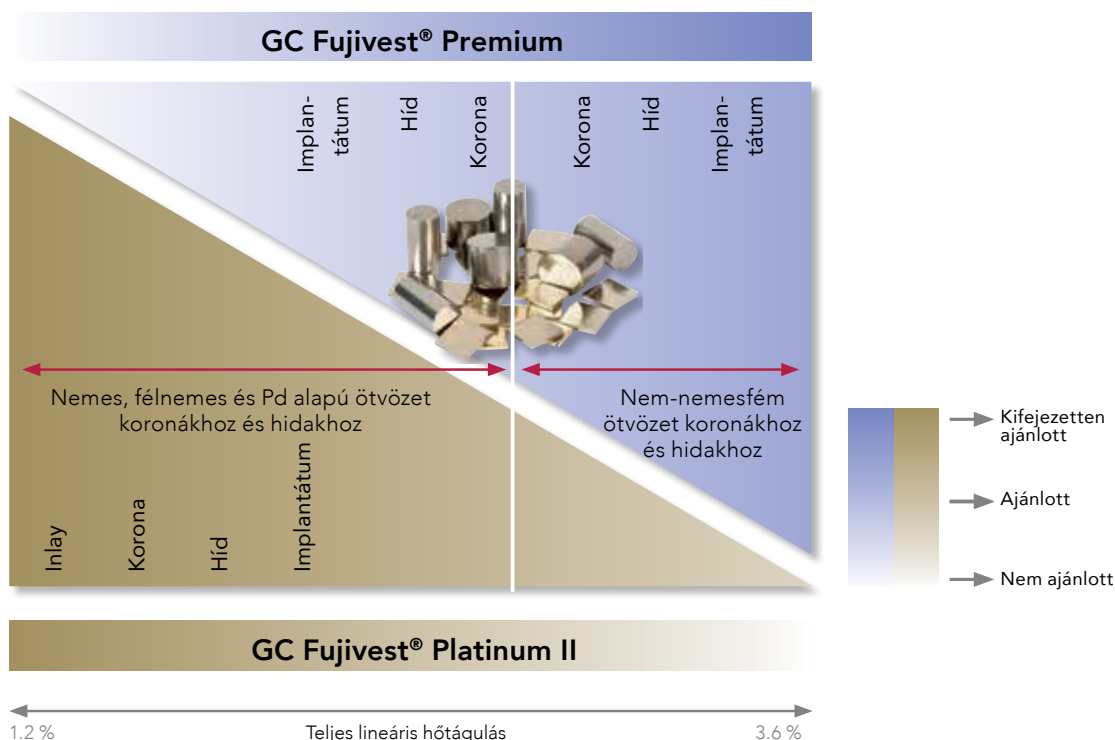 GC Fujivest® Premium
Implan-
tátum
Híd
Korona
Korona
Híd
Implan-
tátum
Nemes, félnemes és Pd alapú ötvözet
koronákhoz és hidakhoz
Nem-nemesfém
ötvözet koronákhoz
és hidakhoz
Inlay
Korona
Híd
Implantátum
Kifejezetten
ajánlott
Ajánlott
Nem ajánlott
GC Fujivest® Platinum II
1.2 %
Teljes lineáris hőtágulás
3.6 %